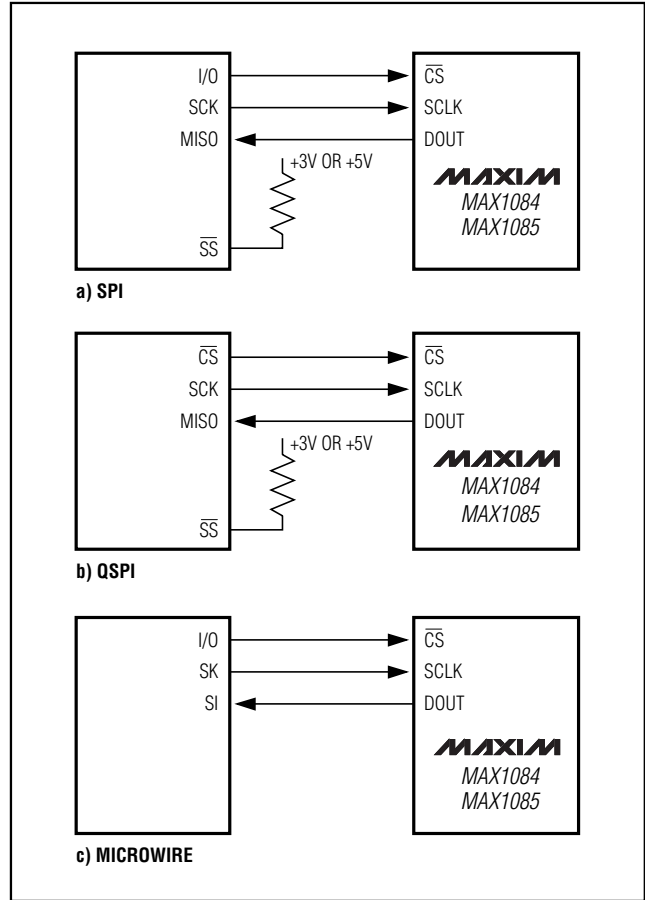 I/O
CS
SCK
SCLK
MISO
DOUT
+3V OR +5V
MAXIM
MAX1084
MAX1085
SS
a) SPI
CS
CS
SCK
SCLK
MISO
DOUT
+3V OR +5V
MAXIM
MAX1084
MAX1085
SS
b) QSPI
I/O
CS
SK
SCLK
SI
DOUT
MAXIM
MAX1084
MAX1085
c) MICROWIRE